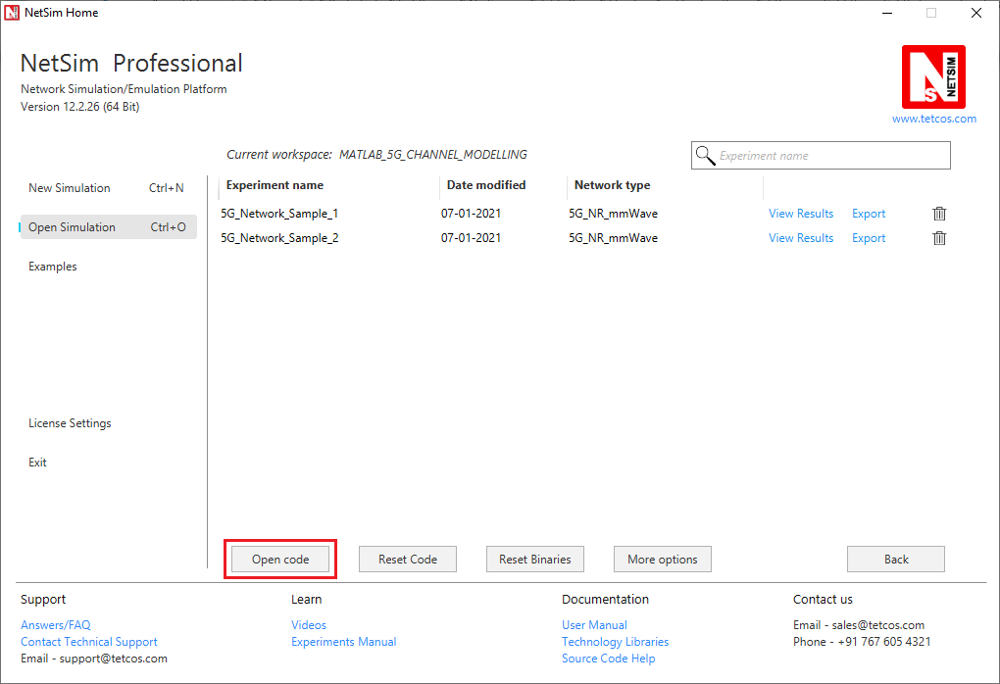 NetSim Home
NetSim Professional
Network Simulation/Emulation Platform
Version 12.2.26 (64 Bit)
NS NETSIM
www.tetcos.com
Current workspace: MATLAB_5G_CHANNEL_MODELLING
Experiment name
New Simulation Ctrl+N
Open Simulation Ctrl+O
Examples
License Settings
Exit
Experiment name Date modified Network type
5G_Network_Sample_1 07-01-2021 5G_NR_mmWave View Results Export
5G_Network_Sample_2 07-01-2021 5G_NR_mmWave View Results Export
Open code Reset Code Reset Binaries More options Back
Support
Answers/FAQ
Contact Technical Support
Email - support@tetcos.com
Learn
Videos
Experiments Manual
Documentation
User Manual
Technology Libraries
Source Code Help
Contact us
Email - sales@tetcos.com
Phone - +91 767 605 4321